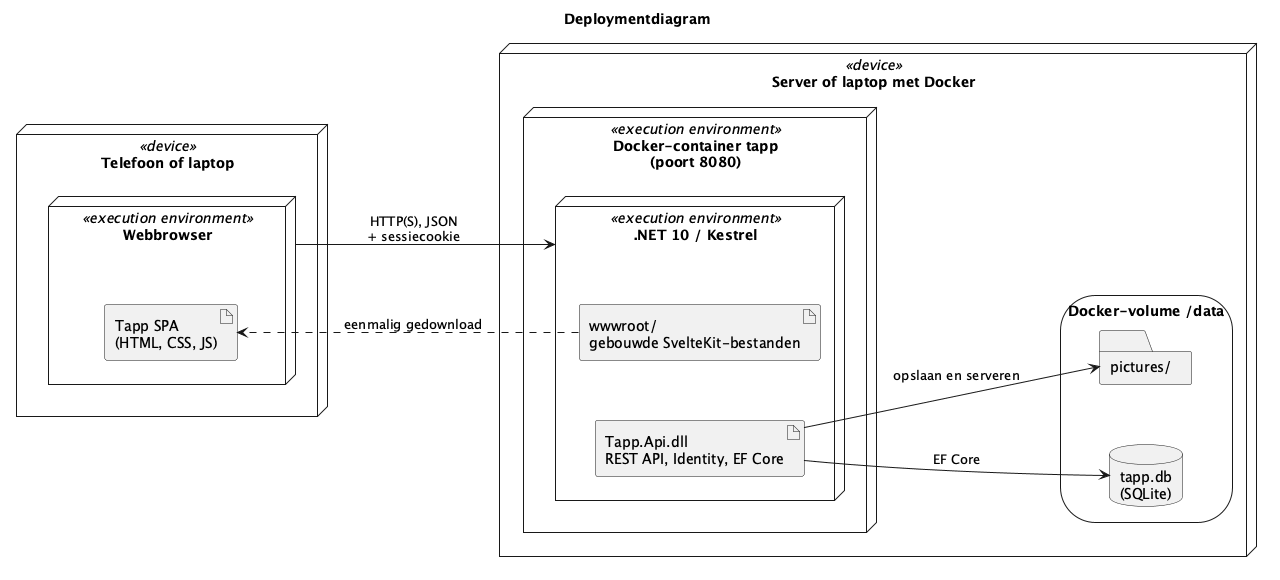 Deploymentdiagram
«device»
Telefoon of laptop
«execution environment»
Webbrowser
Tapp SPA
(HTML, CSS, JS)
HTTP(S), JSON
+ sessiecookie
eenmalig gedownload
«device»
Server of laptop met Docker
«execution environment»
Docker-container tapp
(poort 8080)
«execution environment»
.NET 10 / Kestrel
wwwroot/
gebouwde SvelteKit-bestanden
Tapp.Api.dll
REST API, Identity, EF Core
opslaan en serveren
EF Core
Docker-volume /data
pictures/
tapp.db
(SQLite)